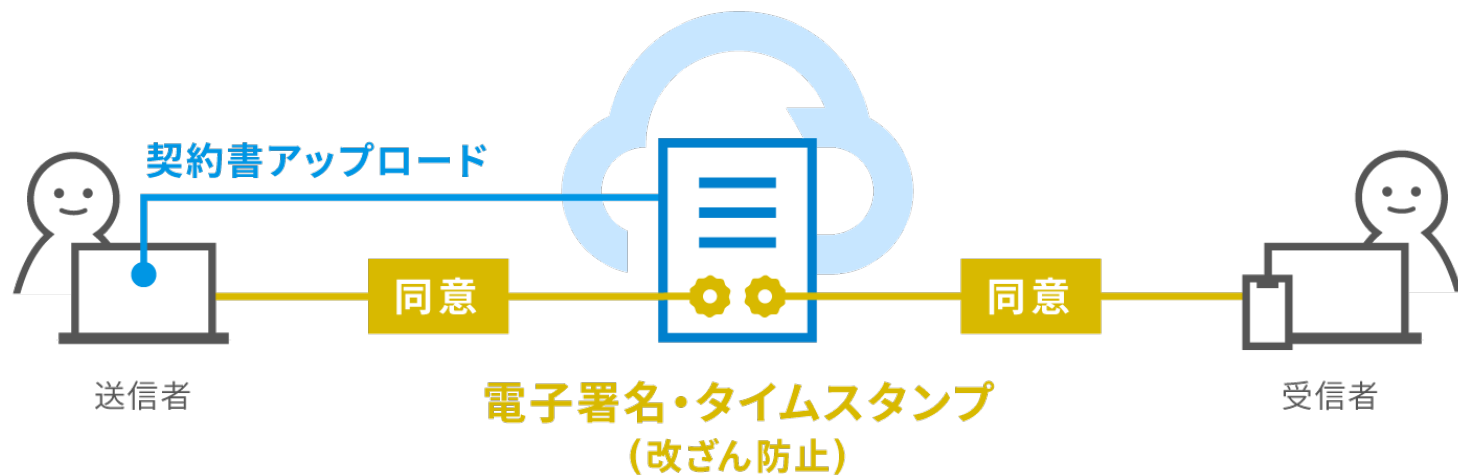 契約書アップロード
同意
同意
送信者
電子署名・タイムスタンプ
(改ざん防止)
受信者